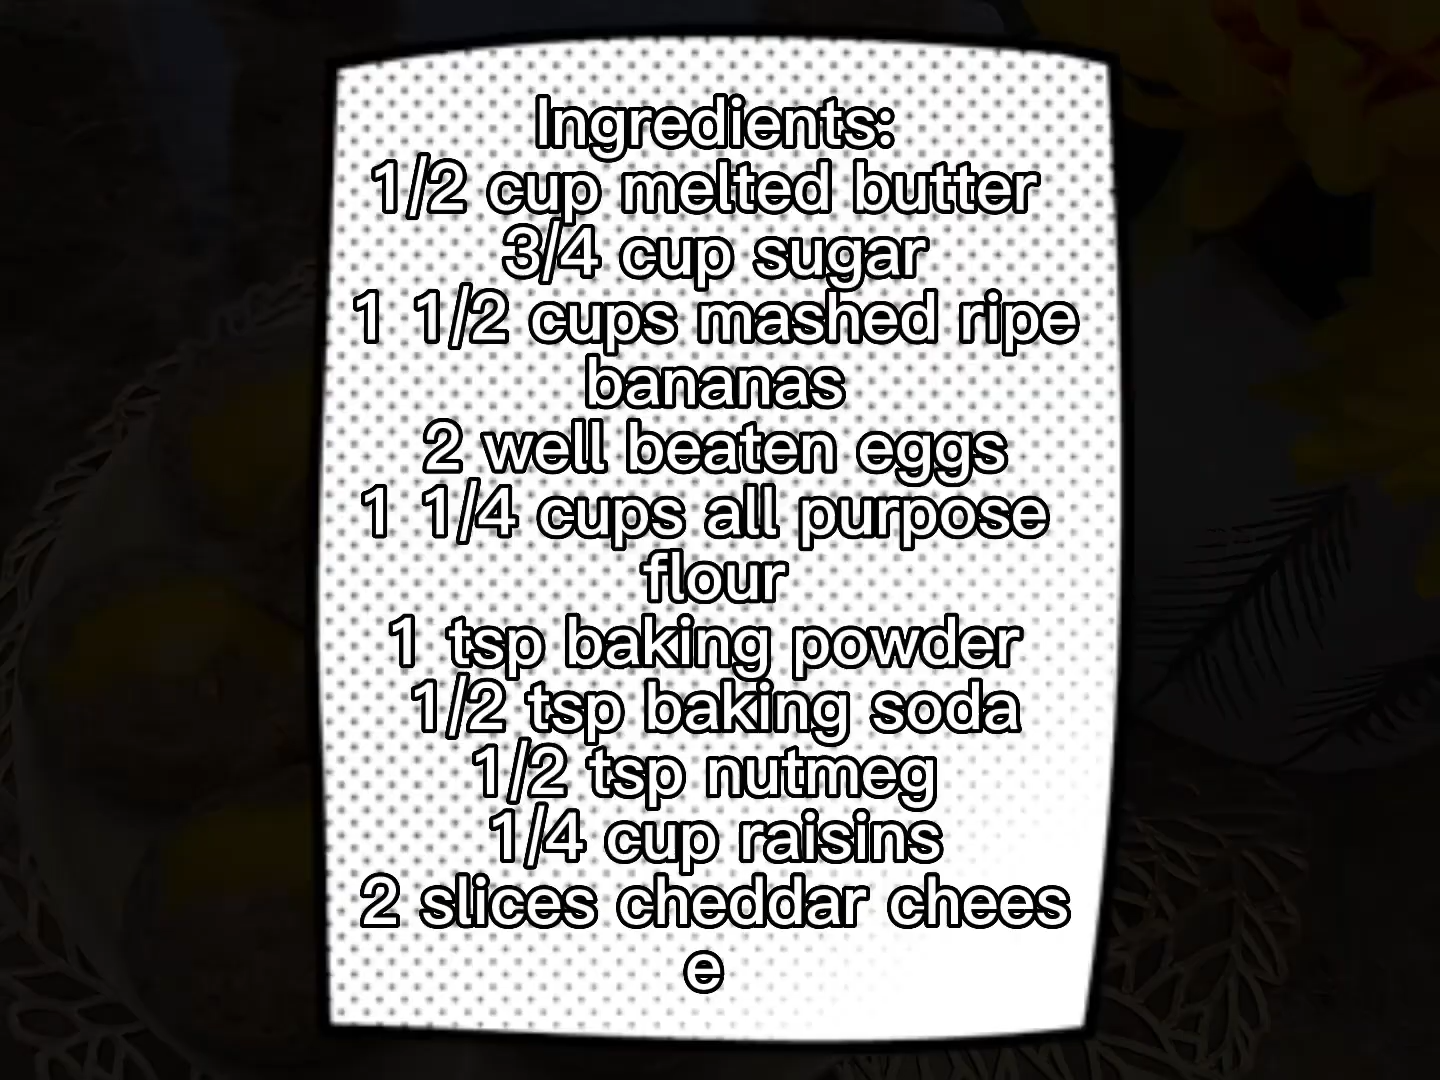 Ingredients:
1/2 cup melted butter
3/4 cup sugar
1 1/2 cups mashed ripe
bananas
2 well beaten eggs
1 1/4 cups all purpose
flour
1 tsp baking powder
1/2 tsp baking soda
1/2 tsp nutmeg
1/4 cup raisins
2 slices cheddar chees
e